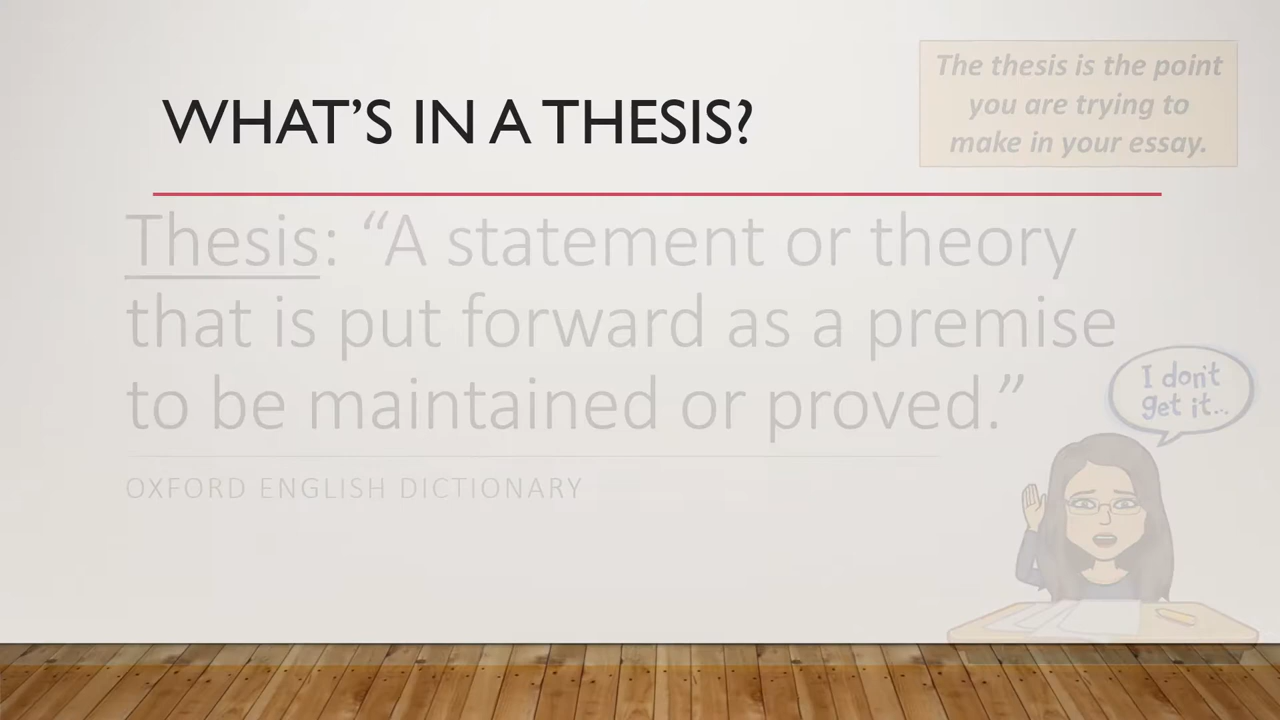 WHAT'S IN A THESIS?
The thesis is the point
you are trying to
make in your essay.
Thesis: “A statement or theory
that is put forward as a premise
to be maintained or proved.”
OXFORD ENGLISH DICTIONARY
I don't
get it...